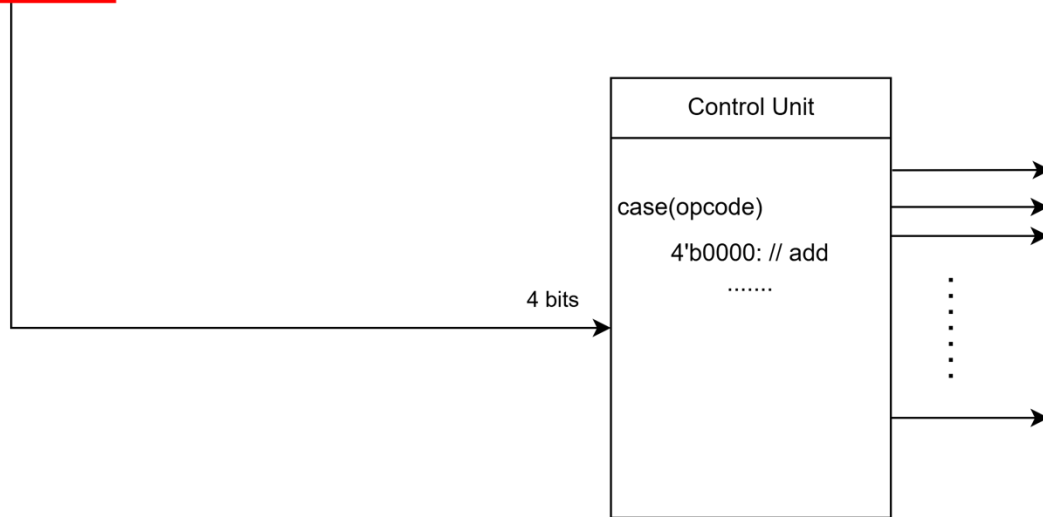 Control Unit
case(opcode)
4'b0000: // add
.......
4 bits